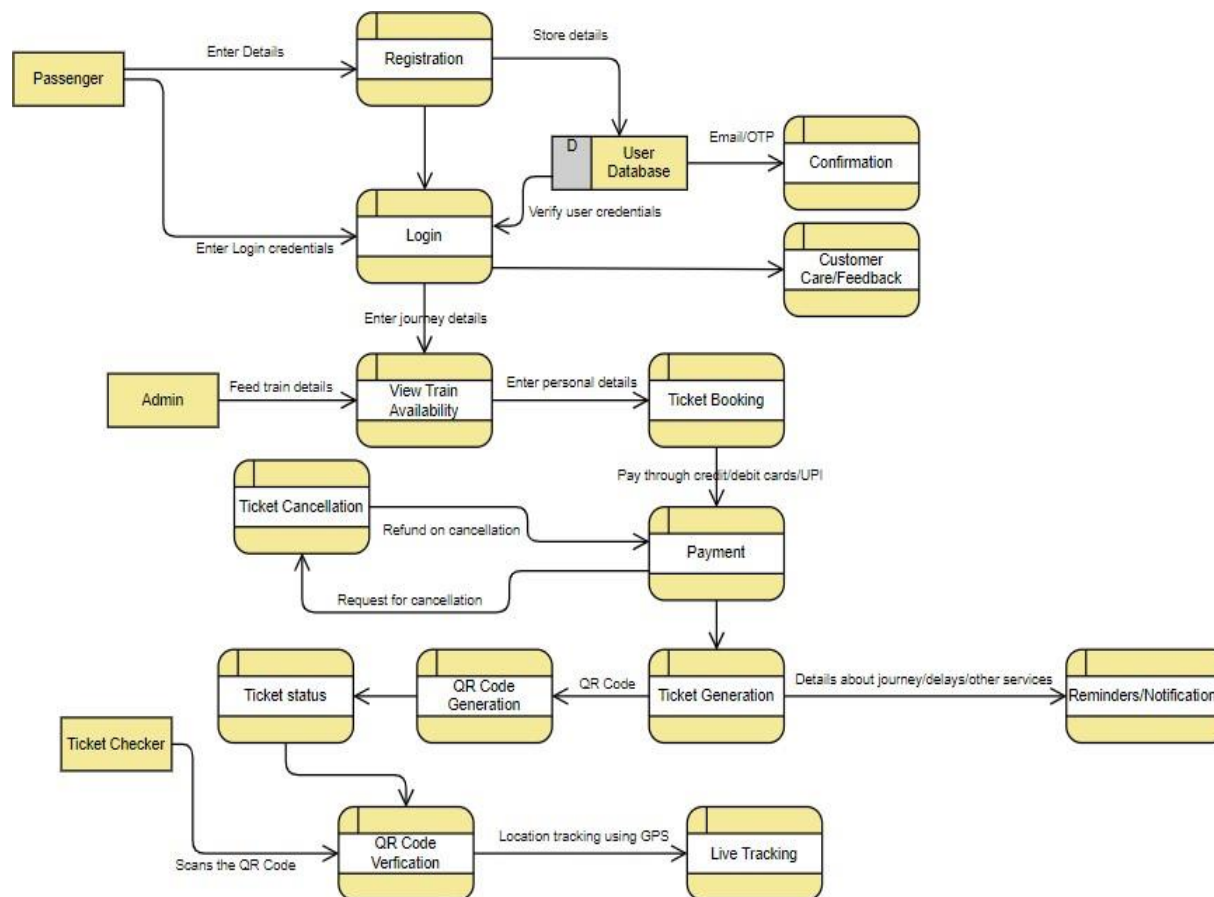 Enter Details
Store details
Registration
Passenger
D
User
Database
Email/OTP
Confirmation
Verify user credentials
Login
Enter Login credentials
Customer
Care/Feedback
Enter journey details
Admin
Feed train details
View Train
Availability
Enter personal details
Ticket Booking
Pay through credit/debit cards/UPI
Ticket Cancellation
Refund on cancellation
Payment
Request for cancellation
Ticket status
QR Code
Generation
QR Code
Ticket Generation
Details about journey/delays/other services
Reminders/Notification
Ticket Checker
Scans the QR Code
QR Code
Verfication
Location tracking using GPS
Live Tracking